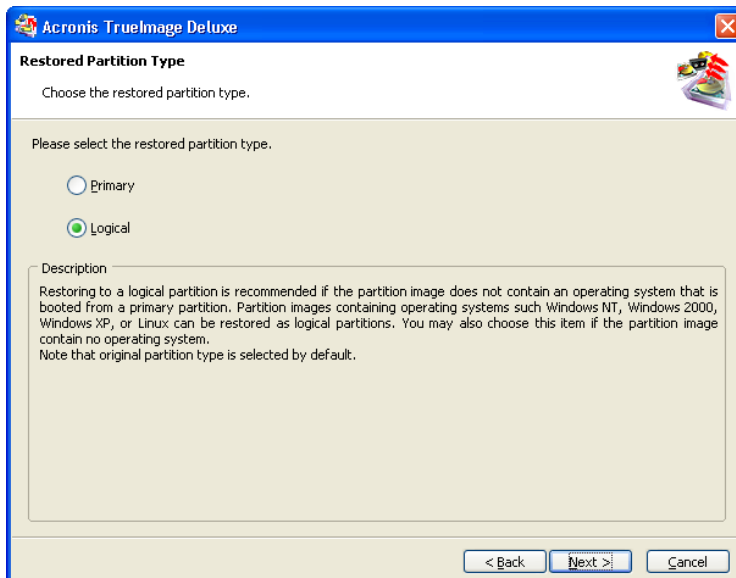 Acronis TrueImage Deluxe
Restored Partition Type
Choose the restored partition type.
Please select the restored partition type.
Primary
Logical
Description
Restoring to a logical partition is recommended if the partition image does not contain an operating system that is
booted from a primary partition. Partition images containing operating systems such Windows NT, Windows 2000,
Windows XP, or Linux can be restored as logical partitions. You may also choose this item if the partition image
contain no operating system.
Note that original partition type is selected by default.
< Back Next > Cancel